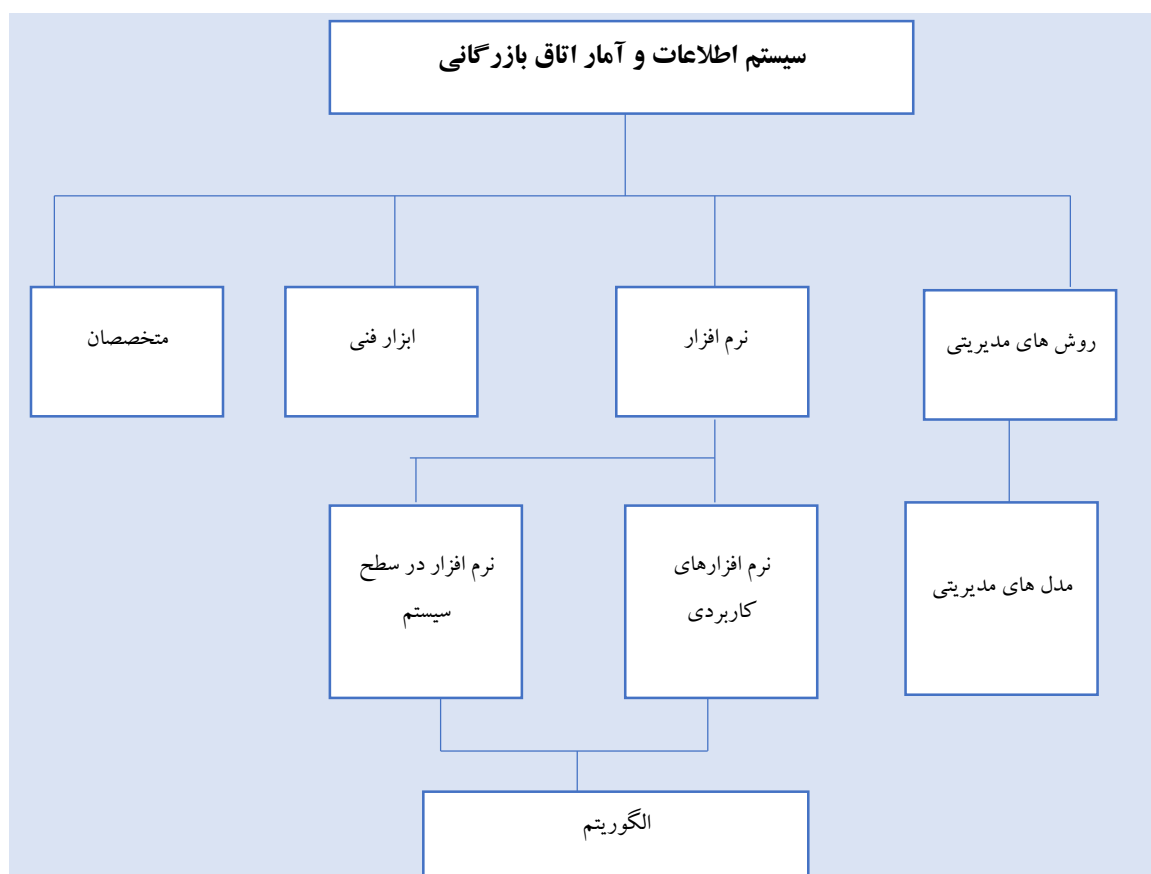 سیستم اطلاعات و آمار اتاق بازرگانی
روش های مدیریتی
نرم افزار
ابزار فنی
متخصصان
مدل های مدیریتی
نرم افزارهای
کاربردی
نرم افزار در سطح
سیستم
الگوریتم